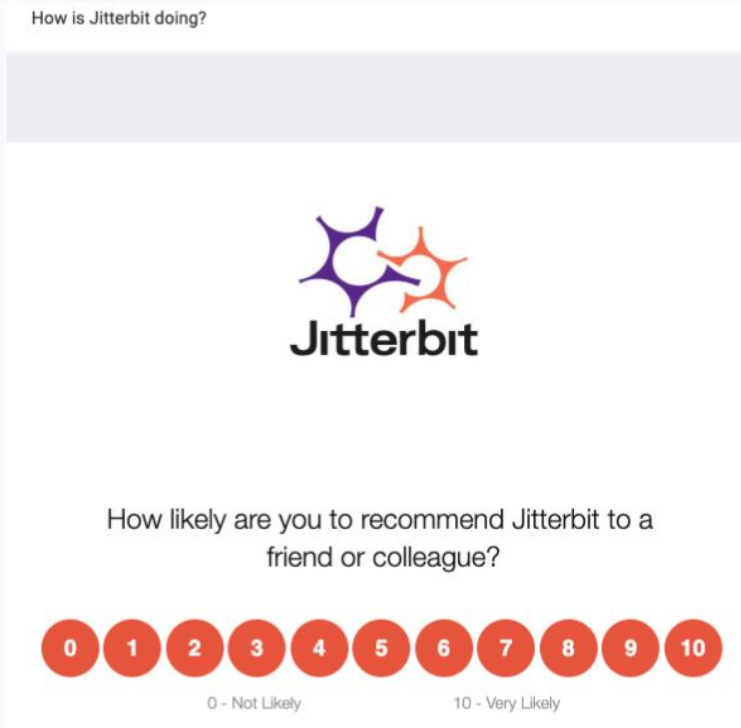 How is Jitterbit doing?
Jitterbit
How likely are you to recommend Jitterbit to a
friend or colleague?
0 1 2 3 4 5 6 7 8 9 10
0 - Not Likely 10 - Very Likely